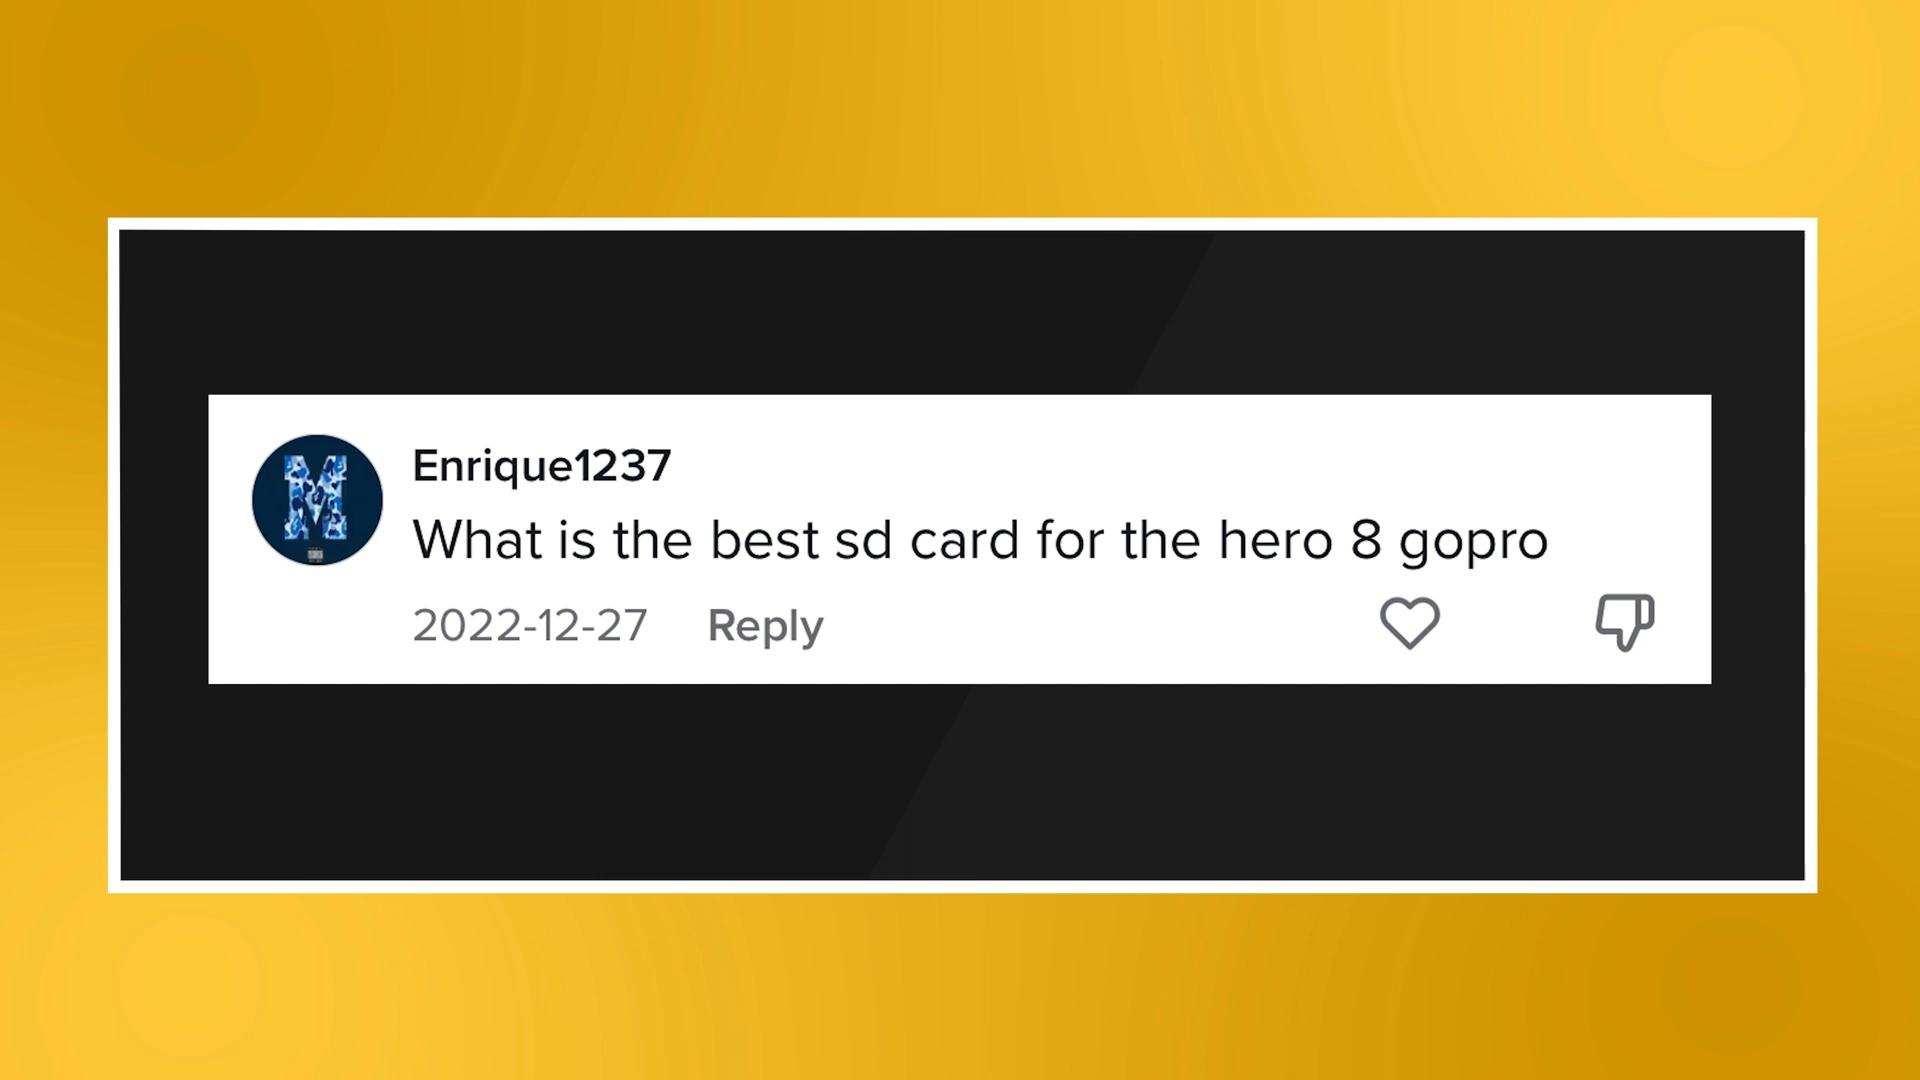 M
Enrique1237
What is the best sd card for the hero 8 gopro
2022-12-27 Reply